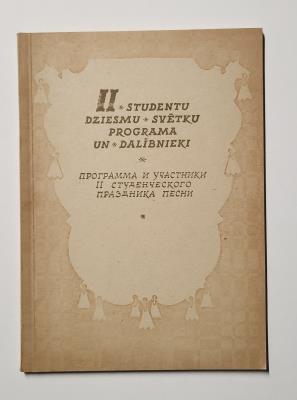 II * STUDENTU
DZIESMU * SVĒTKU
PROGRAMA
UN * DALĪBNIEKI
ПРОГРАММА И УЧАСТНИКИ
II СТУДЕНЧЕСКОГО
ПРАЗДНИКА ПЕСНИ